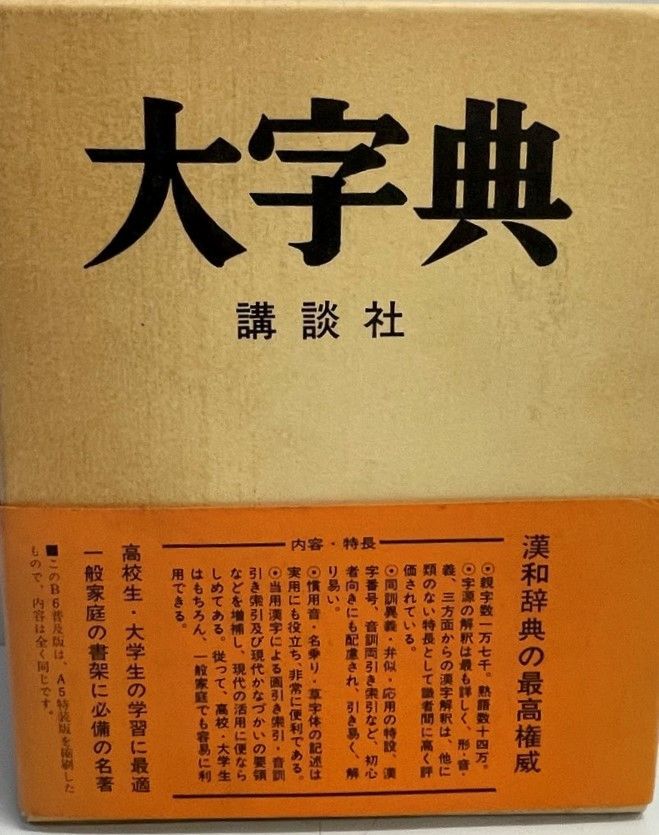 大字典
講談社
漢和辞典の最高権威
内容・特長
◉親字数一万七千。熟語数十四万。
◉字源の解釈は最も詳しく、形・音・
義、三方面からの漢字解釈は、他に
類のない特長として識者間に高く評
価されている。
◉同訓異義・弁似・応用の特設、漢
字番号、音訓両引き索引など、初心
者向きにも配慮され、引き易く、解
り易い。
◉慣用音・名乗り・草字体の記述は
実用にも役立ち、非常に便利である。
◉当用漢字による画引き索引・音訓
引き索引及び現代かなづかいの要領
などを増補し、現代の活用に便なら
しめてある。従って、高校・大学生
はもちろん、一般家庭でも容易に利
用できる。
高校生・大学生の学習に最適
一般家庭の書架に必備の名著
■このB6普及版は、A5特装版を縮刷した
もので、内容は全く同じです。